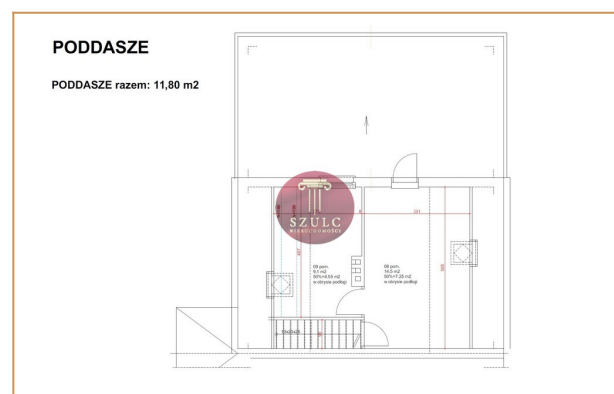 PODDASZE
PODDASZE razem: 11,80 m2
SZULC
NIERUCHOMOŚCI
09 pom.
9,1 m2
50%=4,55 m2
w obrysie podłogi
08 pom.
14,5 m2
50%=7,25 m2
w obrysie podłogi